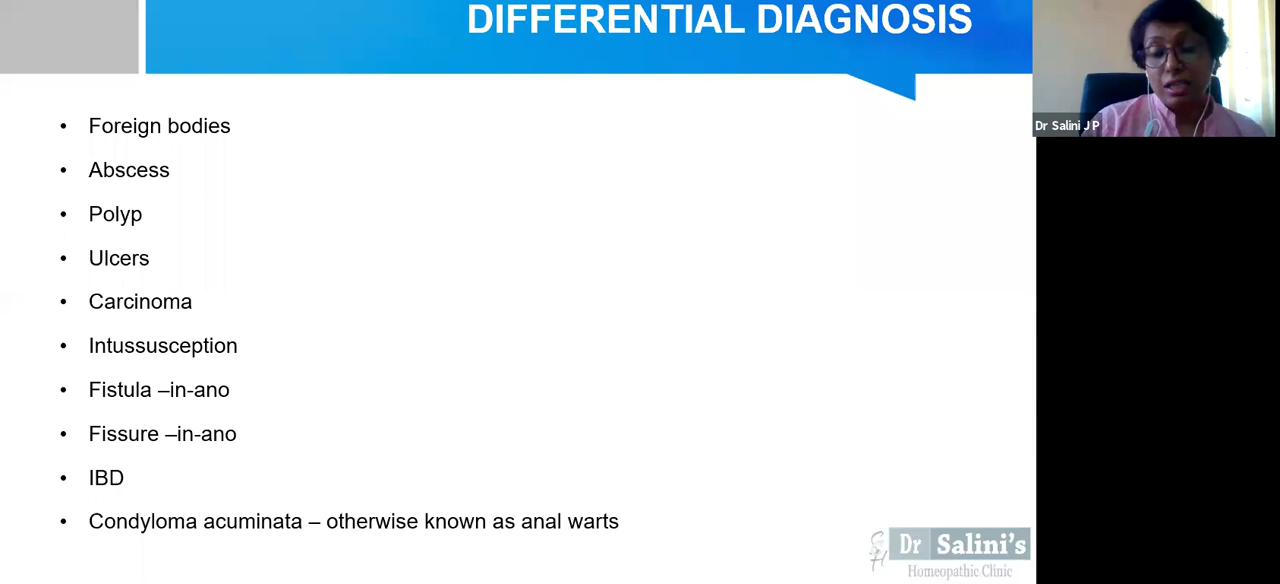 DIFFERENTIAL DIAGNOSIS
Dr Salini J P
• Foreign bodies
• Abscess
• Polyp
• Ulcers
• Carcinoma
• Intussusception
• Fistula –in-ano
• Fissure –in-ano
• IBD
• Condyloma acuminata – otherwise known as anal warts
Dr Salini's
Homeopathic Clinic